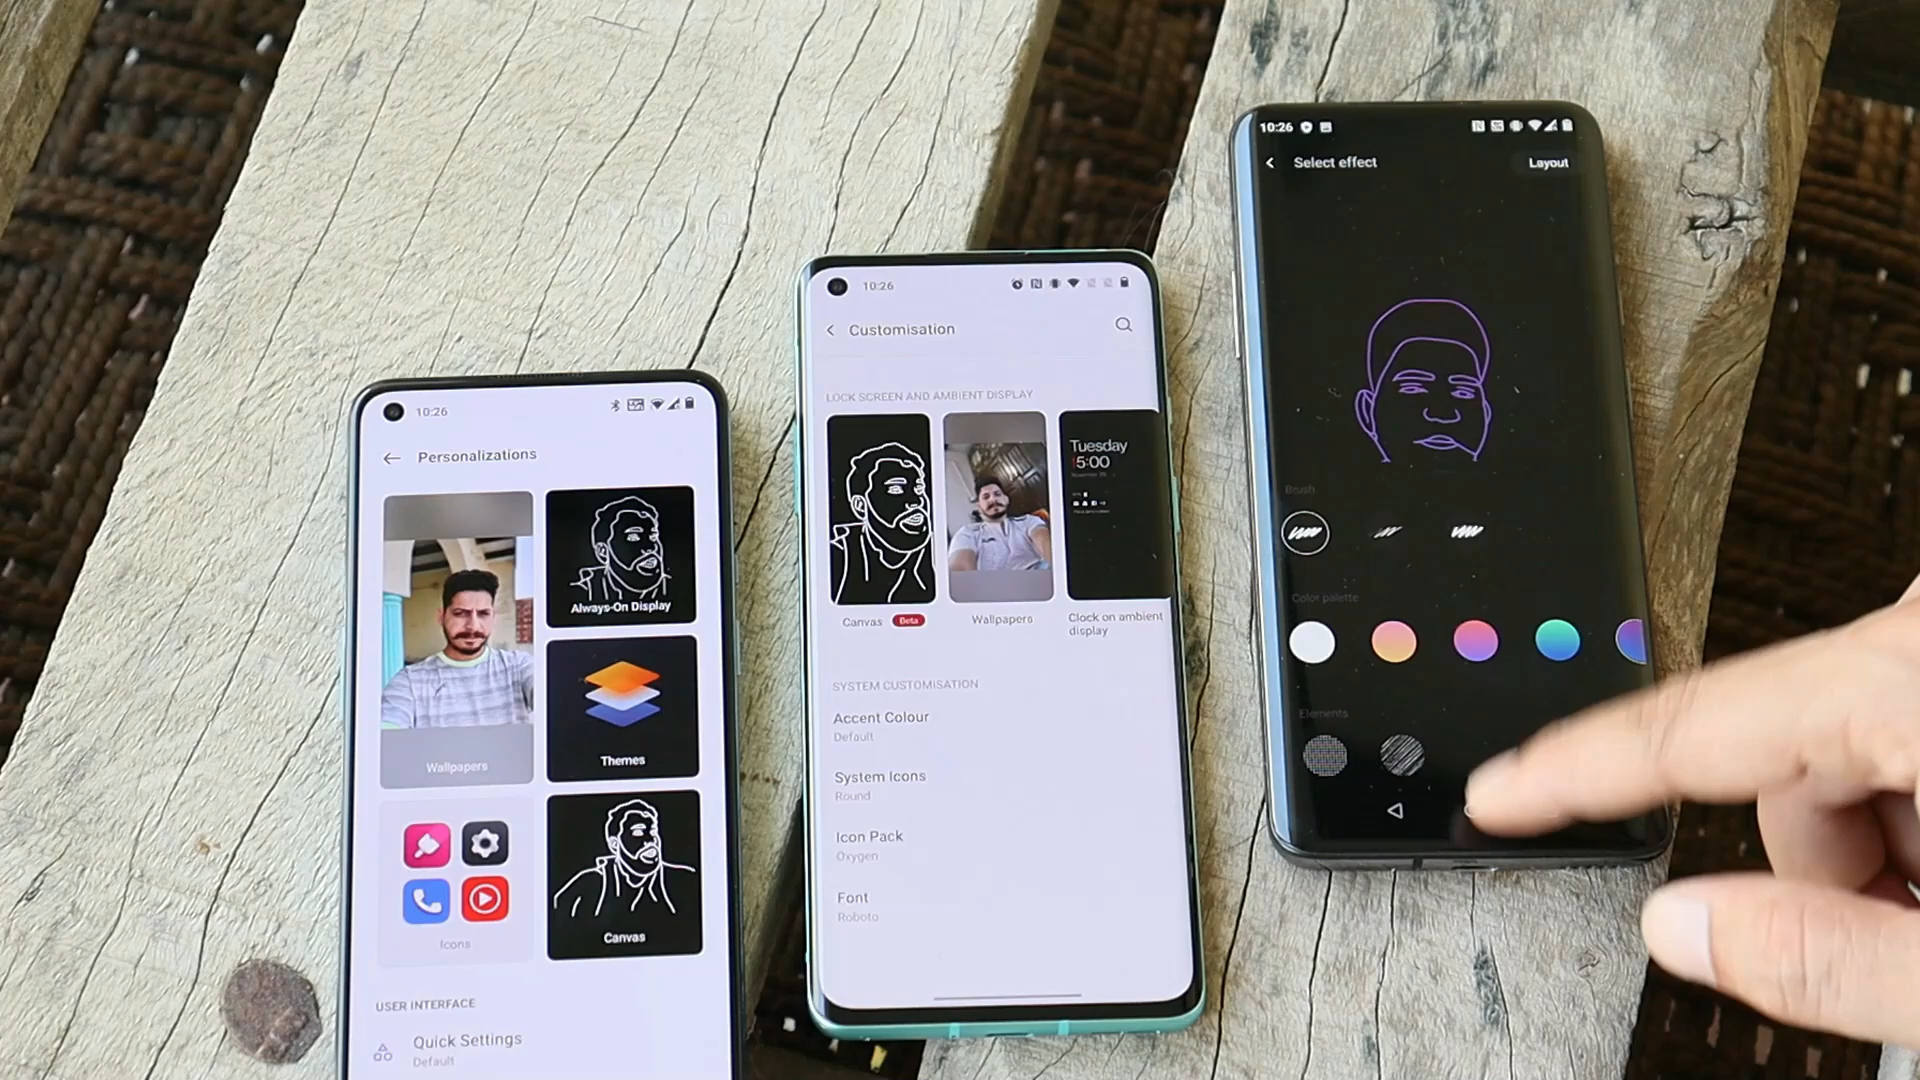 10:26
Personalizations
Wallpapers
Always-On Display
Themes
Icons
Canvas
USER INTERFACE
Quick Settings
Default
10:26
Customisation
LOCK SCREEN AND AMBIENT DISPLAY
Tuesday
15:00
Canvas Beta
Wallpapers
Clock on ambient
display
SYSTEM CUSTOMISATION
Accent Colour
Default
System Icons
Round
Icon Pack
Oxygen
Font
Roboto
10:26
Select effect
Layout
Brush
Color palette
Elements